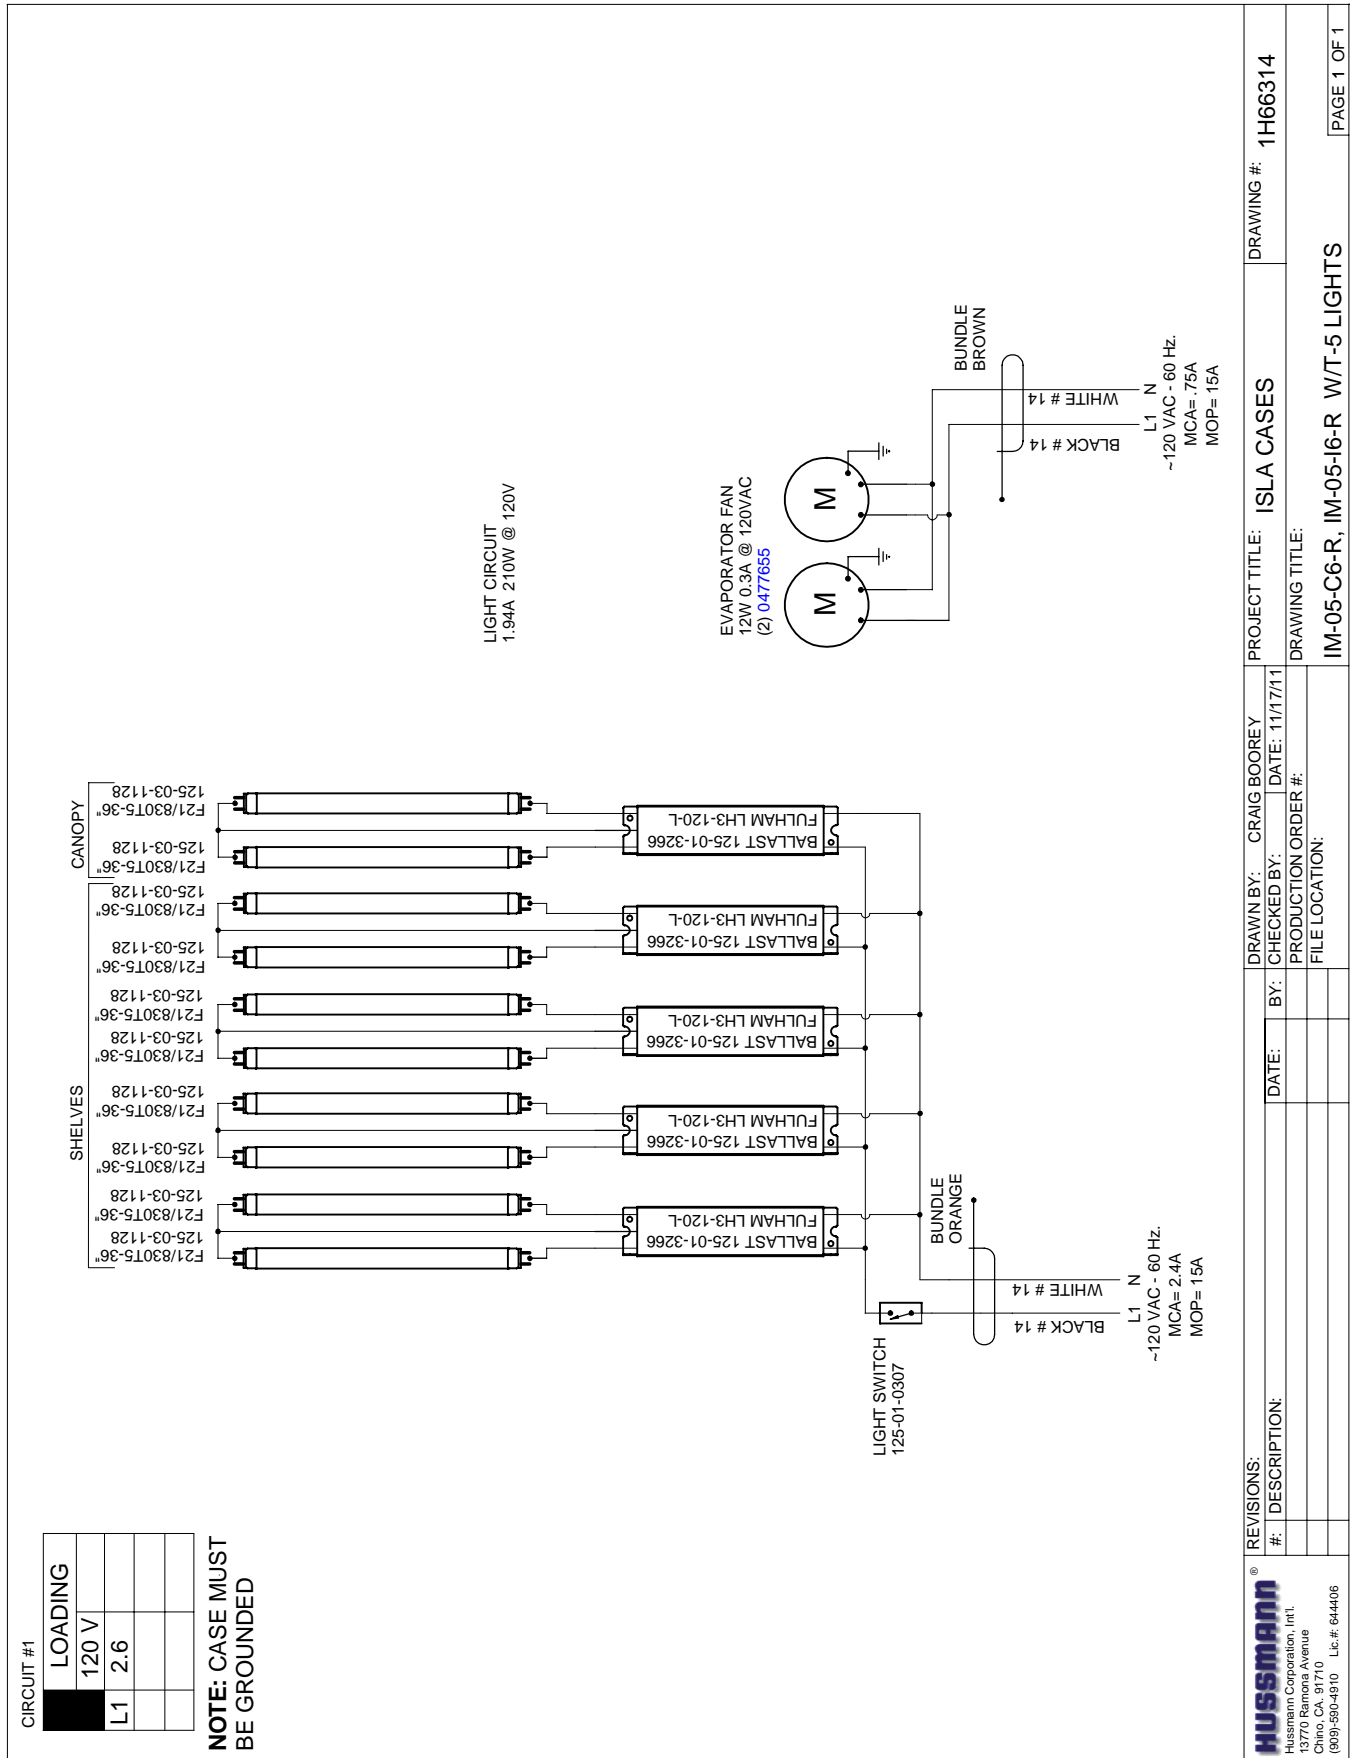 CIRCUIT #1
LOADING
120 V
L1 2.6
NOTE: CASE MUST
BE GROUNDED
SHELVES
CANOPY
F21/830T5-36"
125-03-1128
F21/830T5-36"
125-03-1128
F21/830T5-36"
125-03-1128
F21/830T5-36"
125-03-1128
F21/830T5-36"
125-03-1128
F21/830T5-36"
125-03-1128
F21/830T5-36"
125-03-1128
F21/830T5-36"
125-03-1128
F21/830T5-36"
125-03-1128
F21/830T5-36"
125-03-1128
BALLAST 125-01-3266
FULHAM LH3-120-L
BALLAST 125-01-3266
FULHAM LH3-120-L
BALLAST 125-01-3266
FULHAM LH3-120-L
BALLAST 125-01-3266
FULHAM LH3-120-L
BALLAST 125-01-3266
FULHAM LH3-120-L
LIGHT CIRCUIT
1.94A 210W @ 120V
LIGHT SWITCH
125-01-0307
BUNDLE
ORANGE
BLACK # 14
WHITE # 14
L1 N
~120 VAC - 60 Hz.
MCA= 2.4A
MOP= 15A
EVAPORATOR FAN
12W 0.3A @ 120VAC
(2) 0477655
M
M
BUNDLE
BROWN
BLACK # 14
WHITE # 14
L1 N
~120 VAC - 60 Hz.
MCA= .75A
MOP= 15A
HUSSMANN ®
Hussmann Corporation, Int'l.
13770 Ramona Avenue
Chino, CA. 91710
(909)-590-4910 Lic.#: 644406
REVISIONS:
#: DESCRIPTION: DATE: BY:
DRAWN BY: CRAIG BOOREY
CHECKED BY: DATE: 11/17/11
PRODUCTION ORDER #:
FILE LOCATION:
PROJECT TITLE: ISLA CASES
DRAWING #: 1H66314
DRAWING TITLE:
IM-05-C6-R, IM-05-I6-R W/T-5 LIGHTS
PAGE 1 OF 1